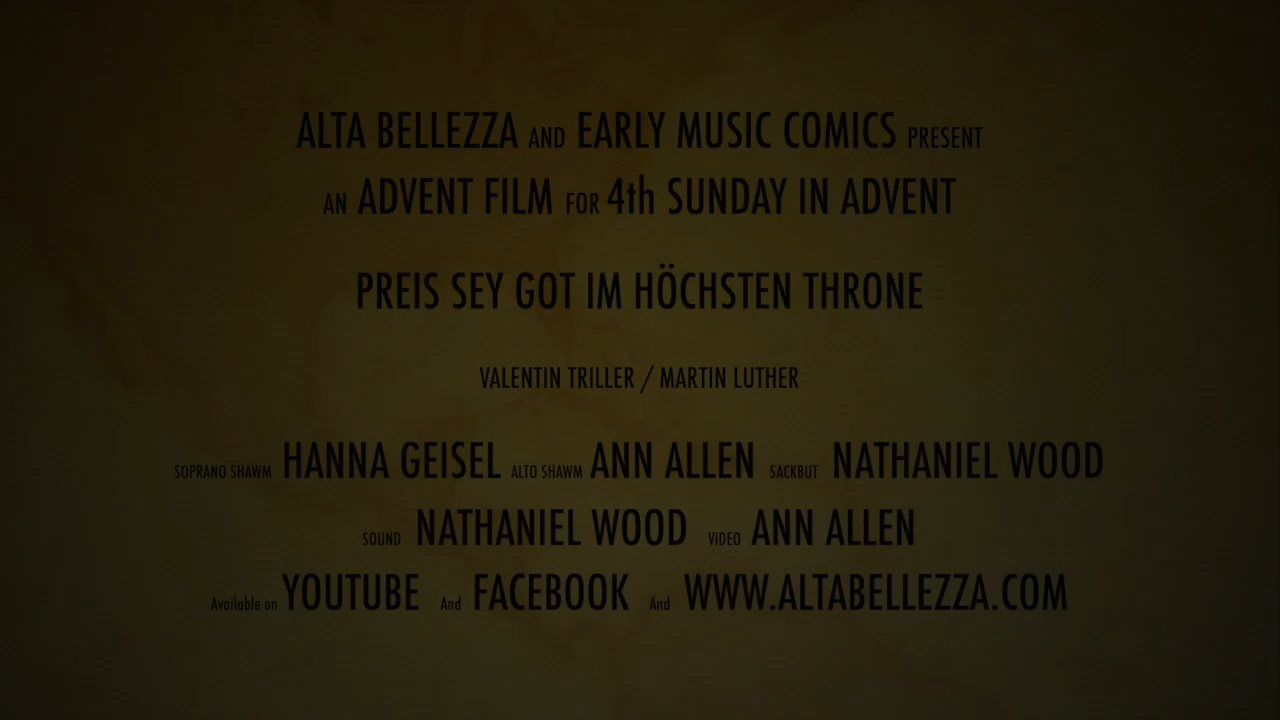 ALTA BELLEZZA AND EARLY MUSIC COMICS PRESENT
AN ADVENT FILM FOR 4th SUNDAY IN ADVENT
PREIS SEY GOT IM HÖCHSTEN THRONE
VALENTIN TRILLER / MARTIN LUTHER
SOPRANO SHAWM HANNA GEISEL ALTO SHAWM ANN ALLEN SACKBUT NATHANIEL WOOD
SOUND NATHANIEL WOOD VIDEO ANN ALLEN
Available on YOUTUBE And FACEBOOK And WWW.ALTABELLEZZA.COM